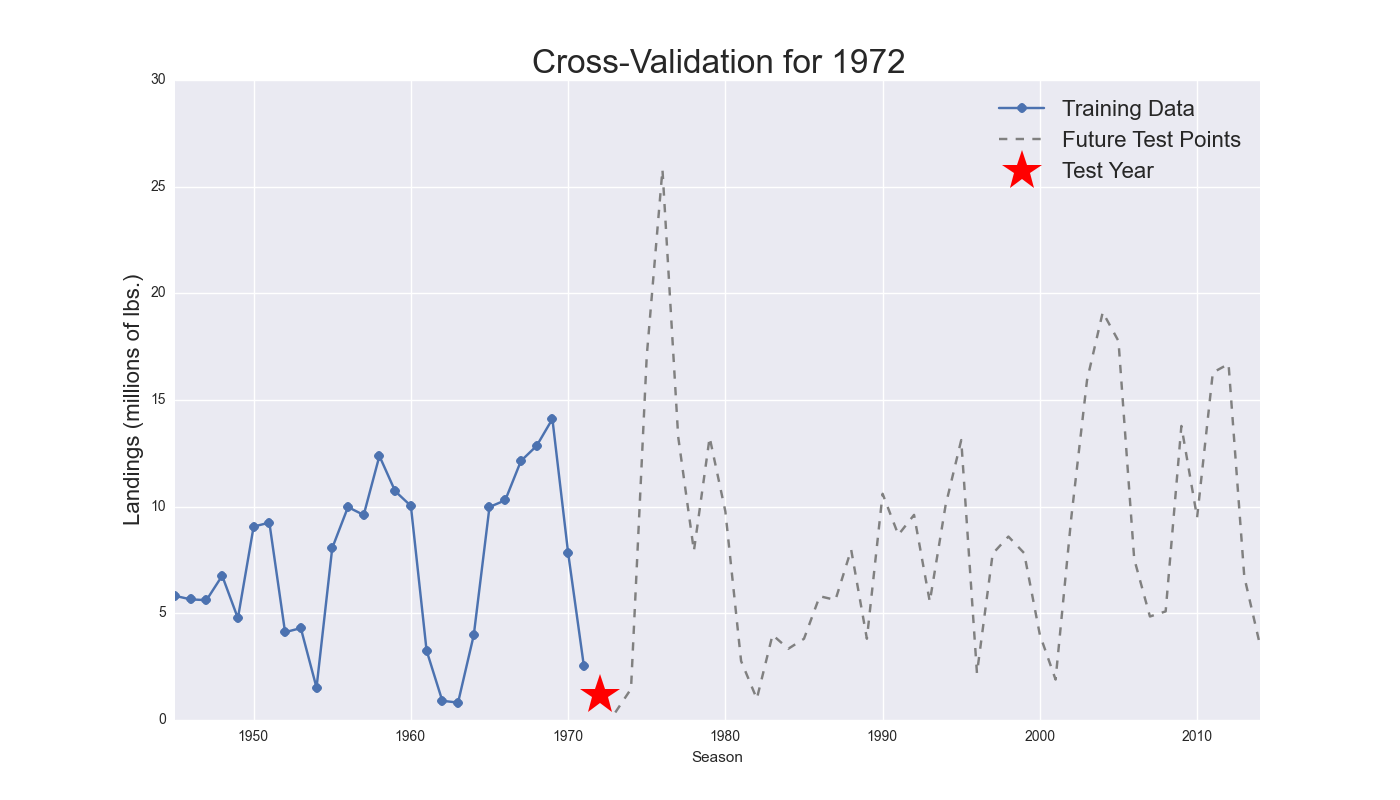 Cross-Validation for 1972
30
25
20
15
10
5
0
Landings (millions of lbs.)
Training Data
Future Test Points
Test Year
1950 1960 1970 1980 1990 2000 2010
Season